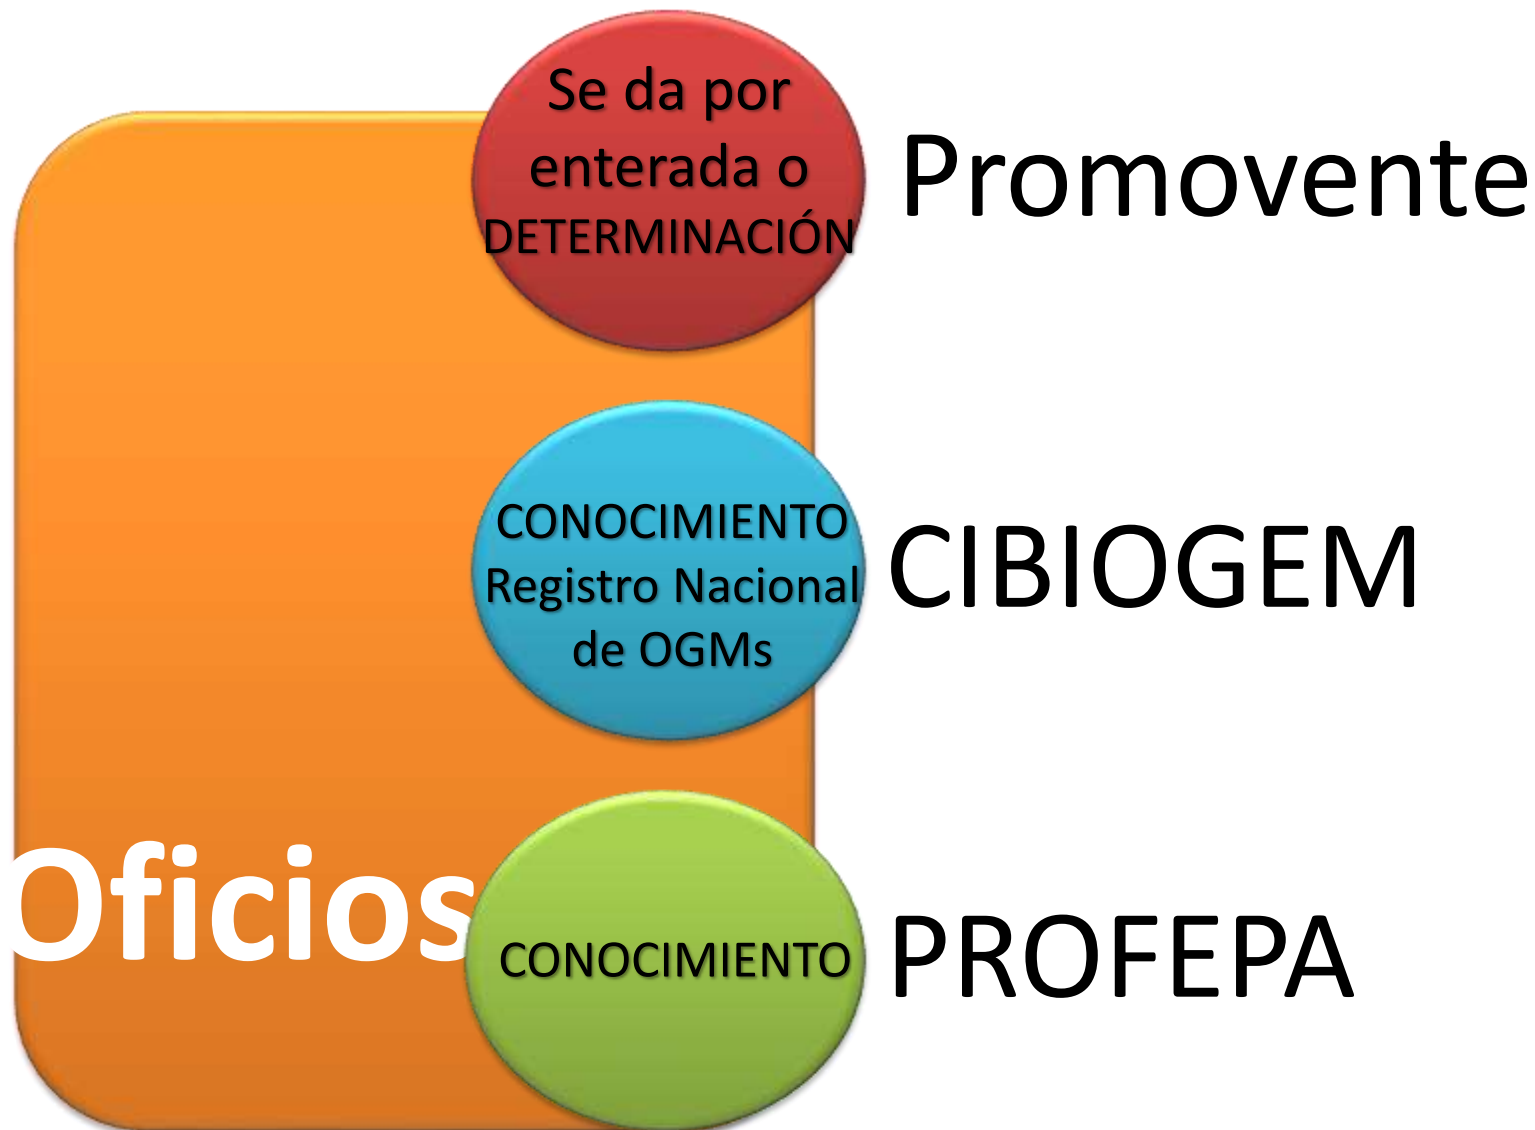 Se da por
enterada o
DETERMINACIÓN
Promovente
CONOCIMIENTO
Registro Nacional
de OGMs
CIBIOGEM
Oficios
CONOCIMIENTO
PROFEPA